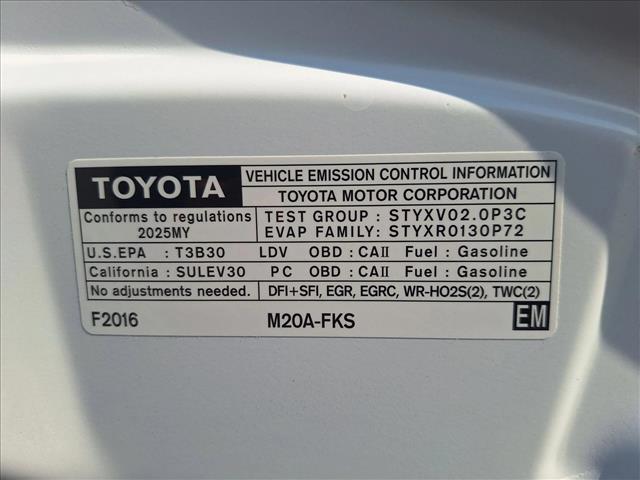 TOYOTA
VEHICLE EMISSION CONTROL INFORMATION
TOYOTA MOTOR CORPORATION
Conforms to regulations
2025MY
TEST GROUP : STYXV02.0P3C
EVAP FAMILY: STYXR0130P72
U.S.EPA : T3B30 LDV OBD : CAII Fuel : Gasoline
California : SULEV30 PC OBD : CAII Fuel : Gasoline
No adjustments needed. DFI+SFI, EGR, EGRC, WR-HO2S(2), TWC(2)
F2016 M20A-FKS EM